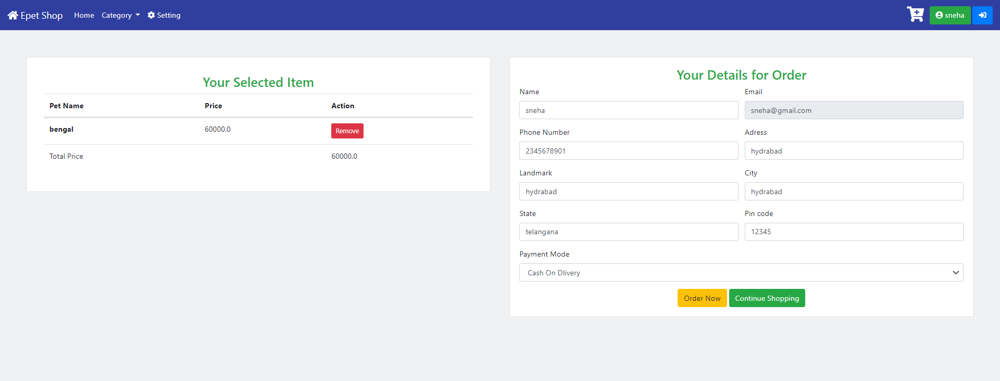 Epet Shop Home Category Setting sneha
Your Selected Item
Pet Name Price Action
bengal 60000.0 Remove
Total Price 60000.0
Your Details for Order
Name Email
sneha sneha@gmail.com
Phone Number Adress
2345678901 hydrabad
Landmark City
hydrabad hydrabad
State Pin code
telangana 12345
Payment Mode
Cash On Dlivery
Order Now Continue Shopping